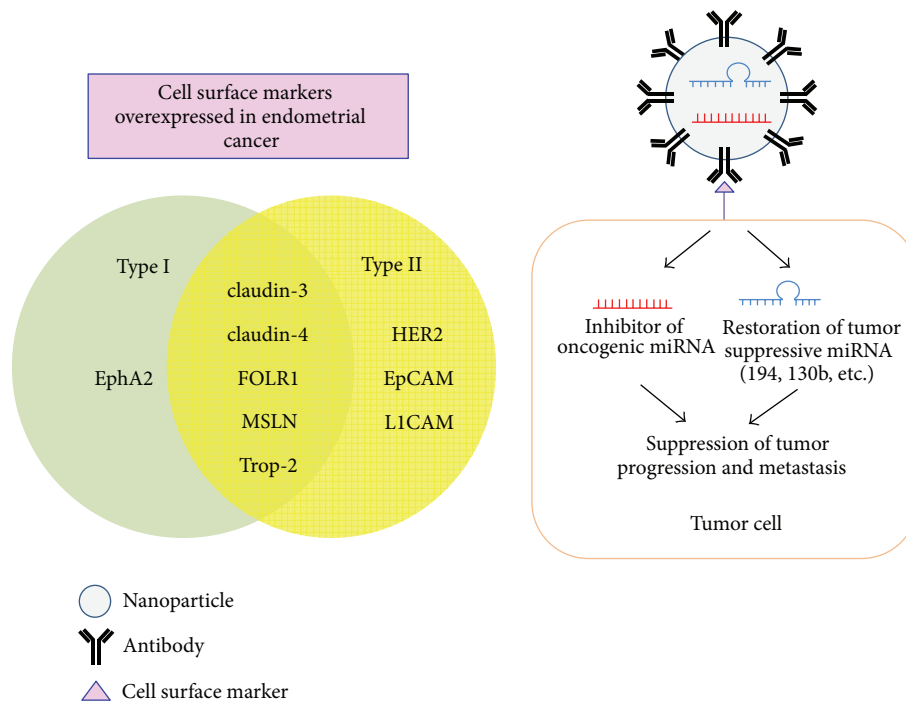 Cell surface markers
overexpressed in endometrial
cancer
Type I
EphA2
claudin-3
claudin-4
FOLR1
MSLN
Trop-2
Type II
HER2
EpCAM
L1CAM
Inhibitor of
oncogenic miRNA
Restoration of tumor
suppressive miRNA
(194, 130b, etc.)
Suppression of tumor
progression and metastasis
Tumor cell
Nanoparticle
Antibody
Cell surface marker